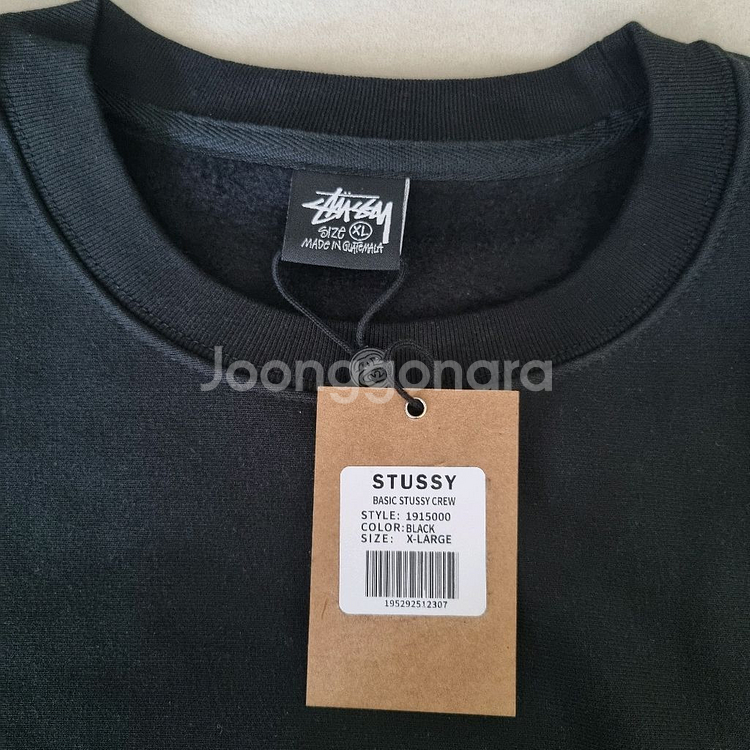 STÜSSY
SIZE XL
MADE IN GUATEMALA
Joonggonara
STUSSY
BASIC STUSSY CREW
STYLE: 1915000
COLOR: BLACK
SIZE: X-LARGE
195292512307